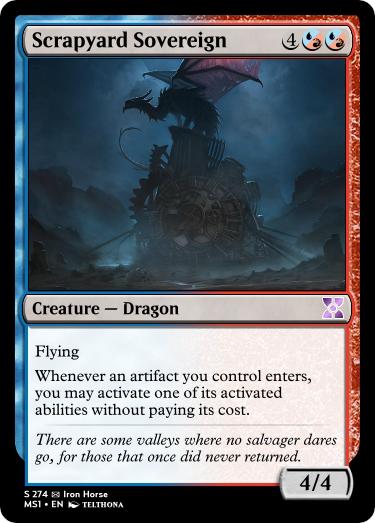 Scrapyard Sovereign 4
Creature — Dragon
Flying
Whenever an artifact you control enters,
you may activate one of its activated
abilities without paying its cost.
There are some valleys where no salvager dares
go, for those that once did never returned.
4/4
S 274 Iron Horse
MS1 • EN TELTHONA